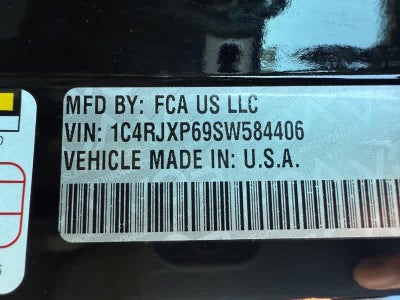 MFD BY: FCA US LLC
VIN: 1C4RJXP69SW584406
VEHICLE MADE IN: U.S.A.